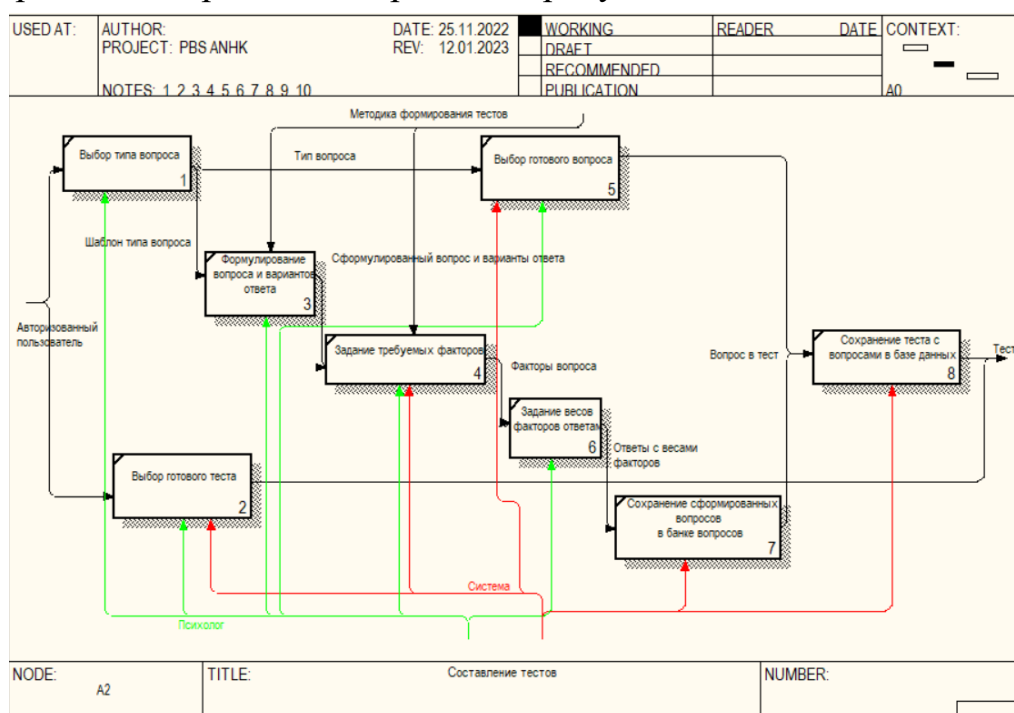 USED AT:
AUTHOR:
DATE: 25.11.2022
WORKING
READER
DATE
CONTEXT:
PROJECT: PBS ANHK
REV: 12.01.2023
DRAFT
RECOMMENDED
NOTES: 1 2 3 4 5 6 7 8 9 10
PUBLICATION
A0
Методика формирования тестов
Выбор типа вопроса
1
Тип вопроса
Выбор готового вопроса
5
Шаблон типа вопроса
Формулирование
вопроса и вариантов
ответа
3
Сформулированный вопрос и варианты ответа
Авторизованный
пользователь
Задание требуемых факторов
4
Факторы вопроса
Вопрос в тест
Сохранение теста с
вопросами в базе данных
8
Тест
Задание весов
факторов ответам
6
Ответы с весами
факторов
Выбор готового теста
2
Сохранение сформированных
вопросов
в банке вопросов
7
Система
Психолог
NODE:
A2
TITLE:
Составление тестов
NUMBER: